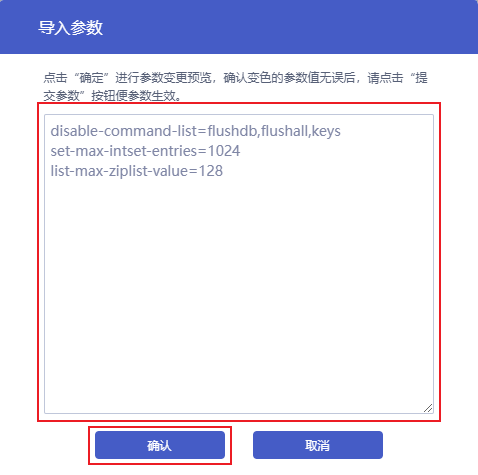 导入参数
点击“确定”进行参数变更预览，确认变色的参数值无误后，请点击“提
交参数”按钮便参数生效。
disable-command-list=flushdb,flushall,keys
set-max-intset-entries=1024
list-max-ziplist-value=128
确认
取消